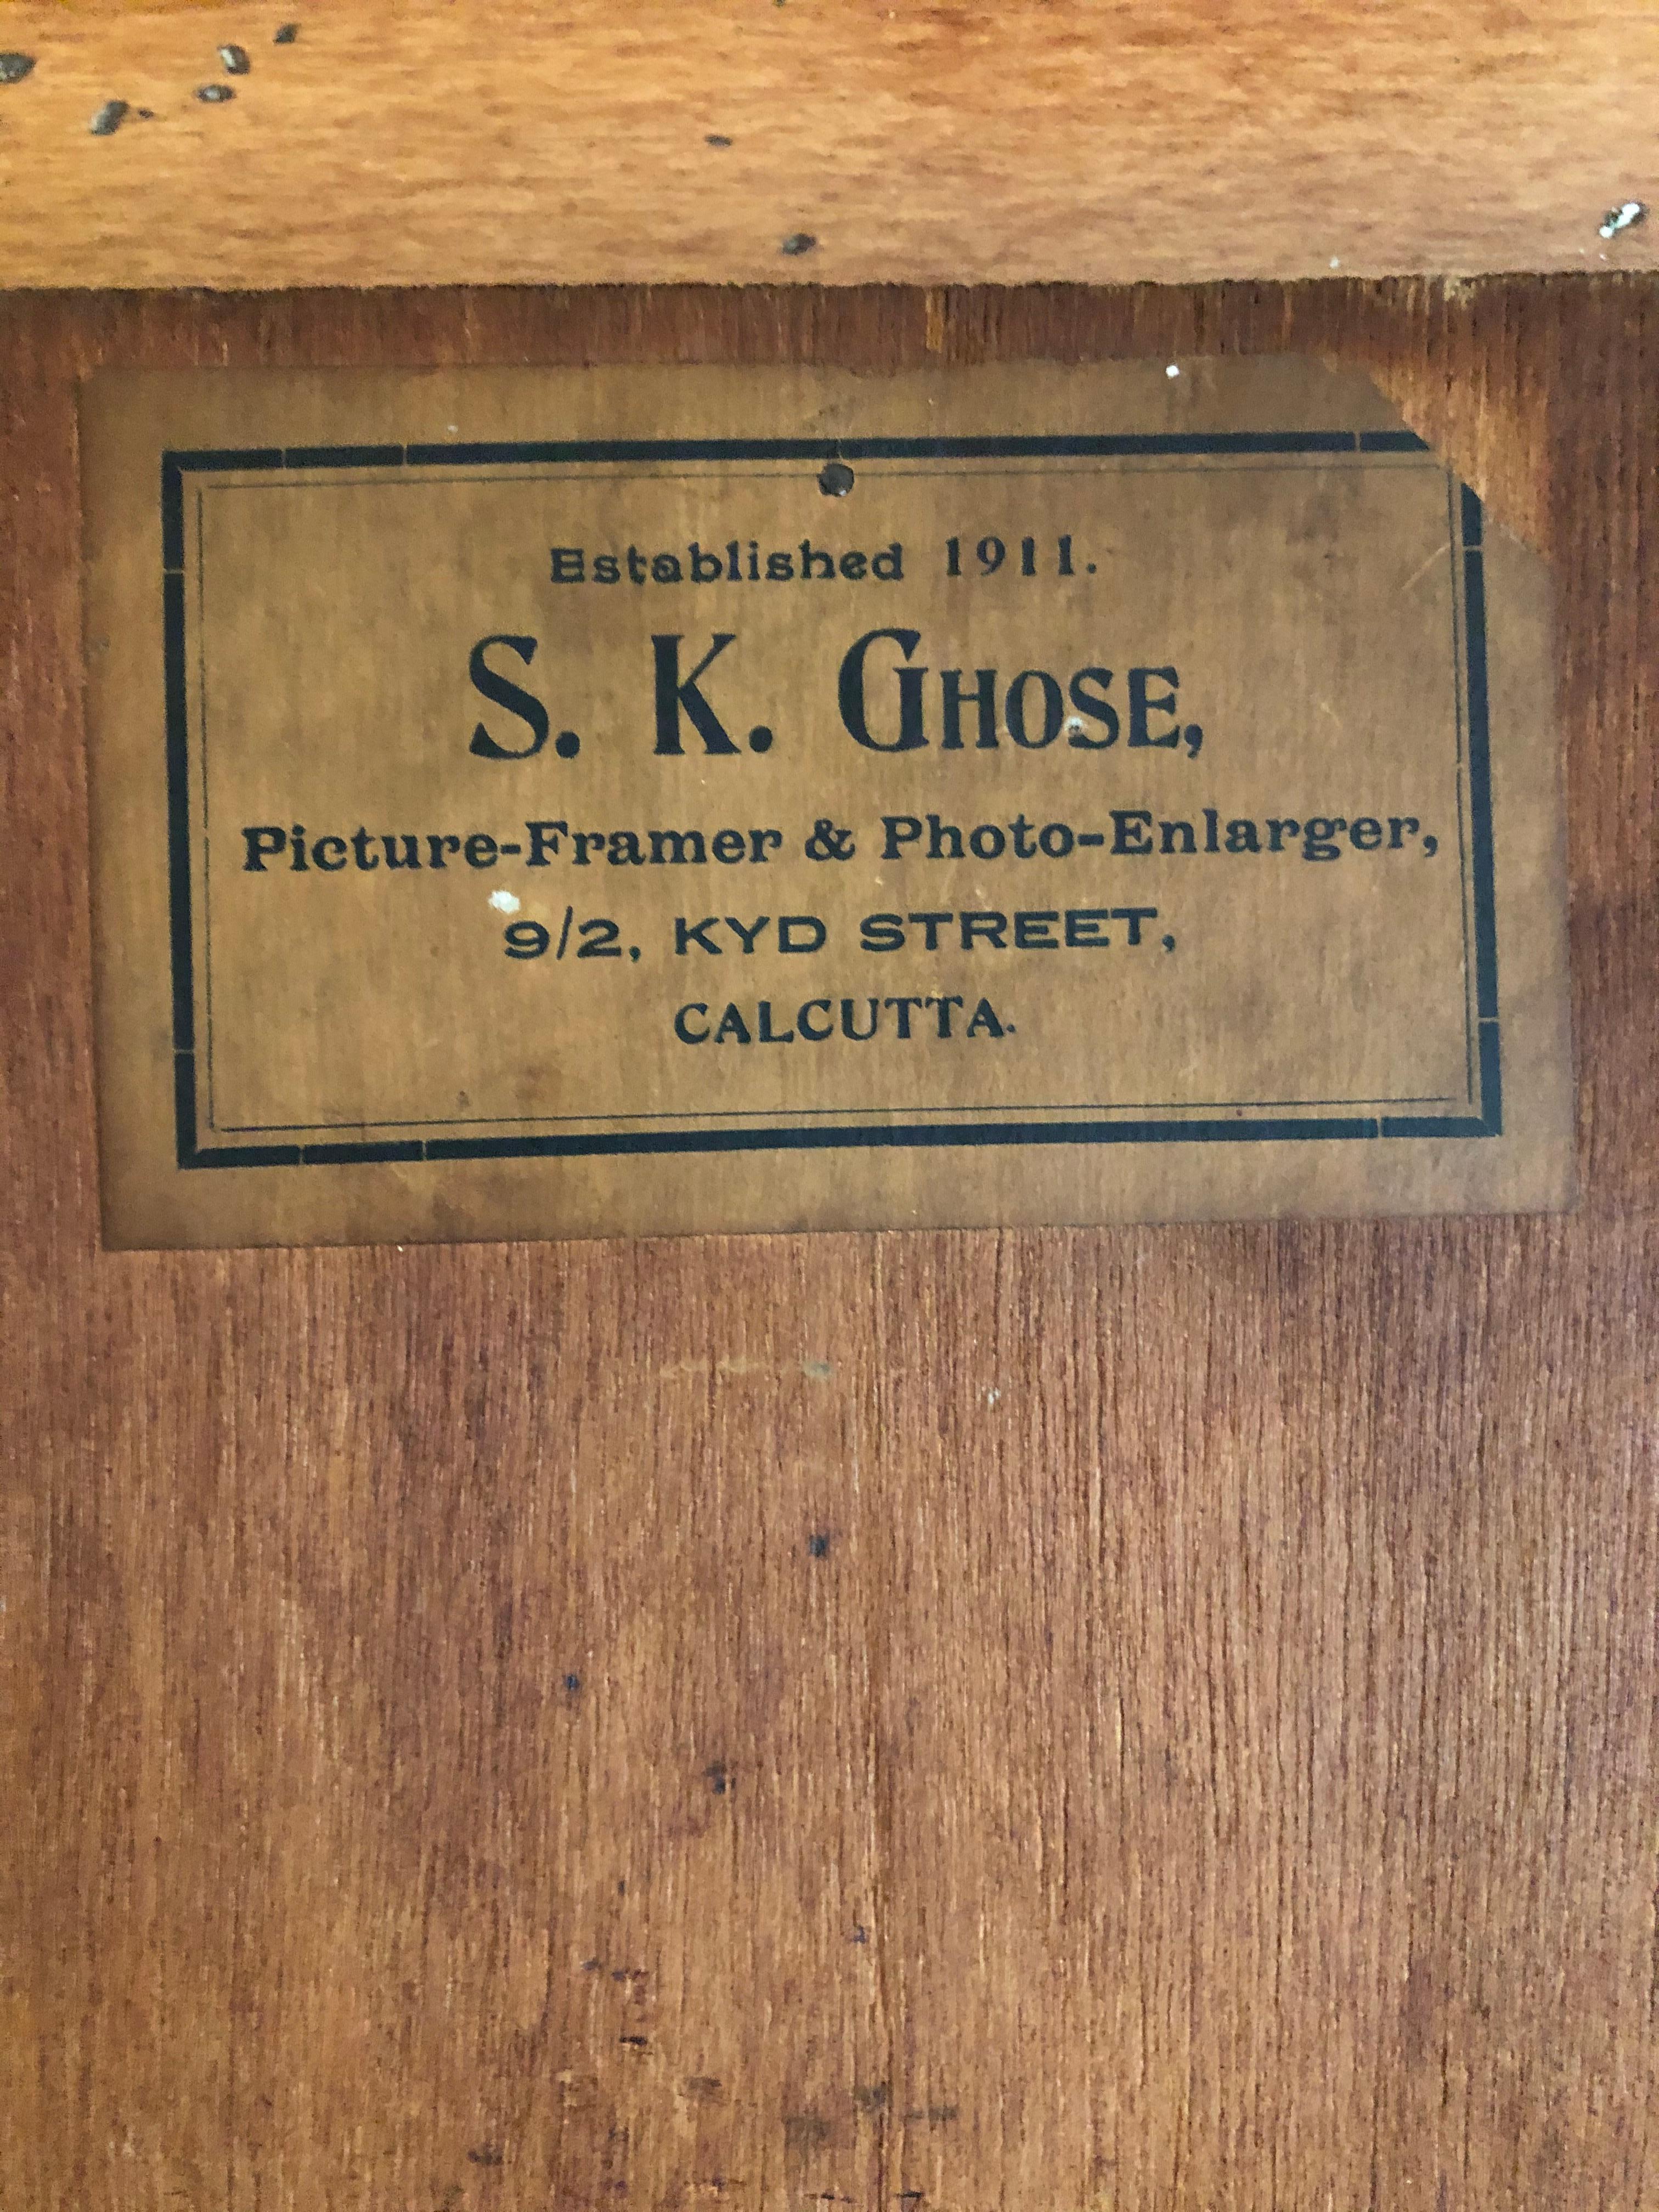 Established 1911.
S. K. GHOSE,
Picture-Framer & Photo-Enlarger,
9/2, KYD STREET,
CALCUTTA.